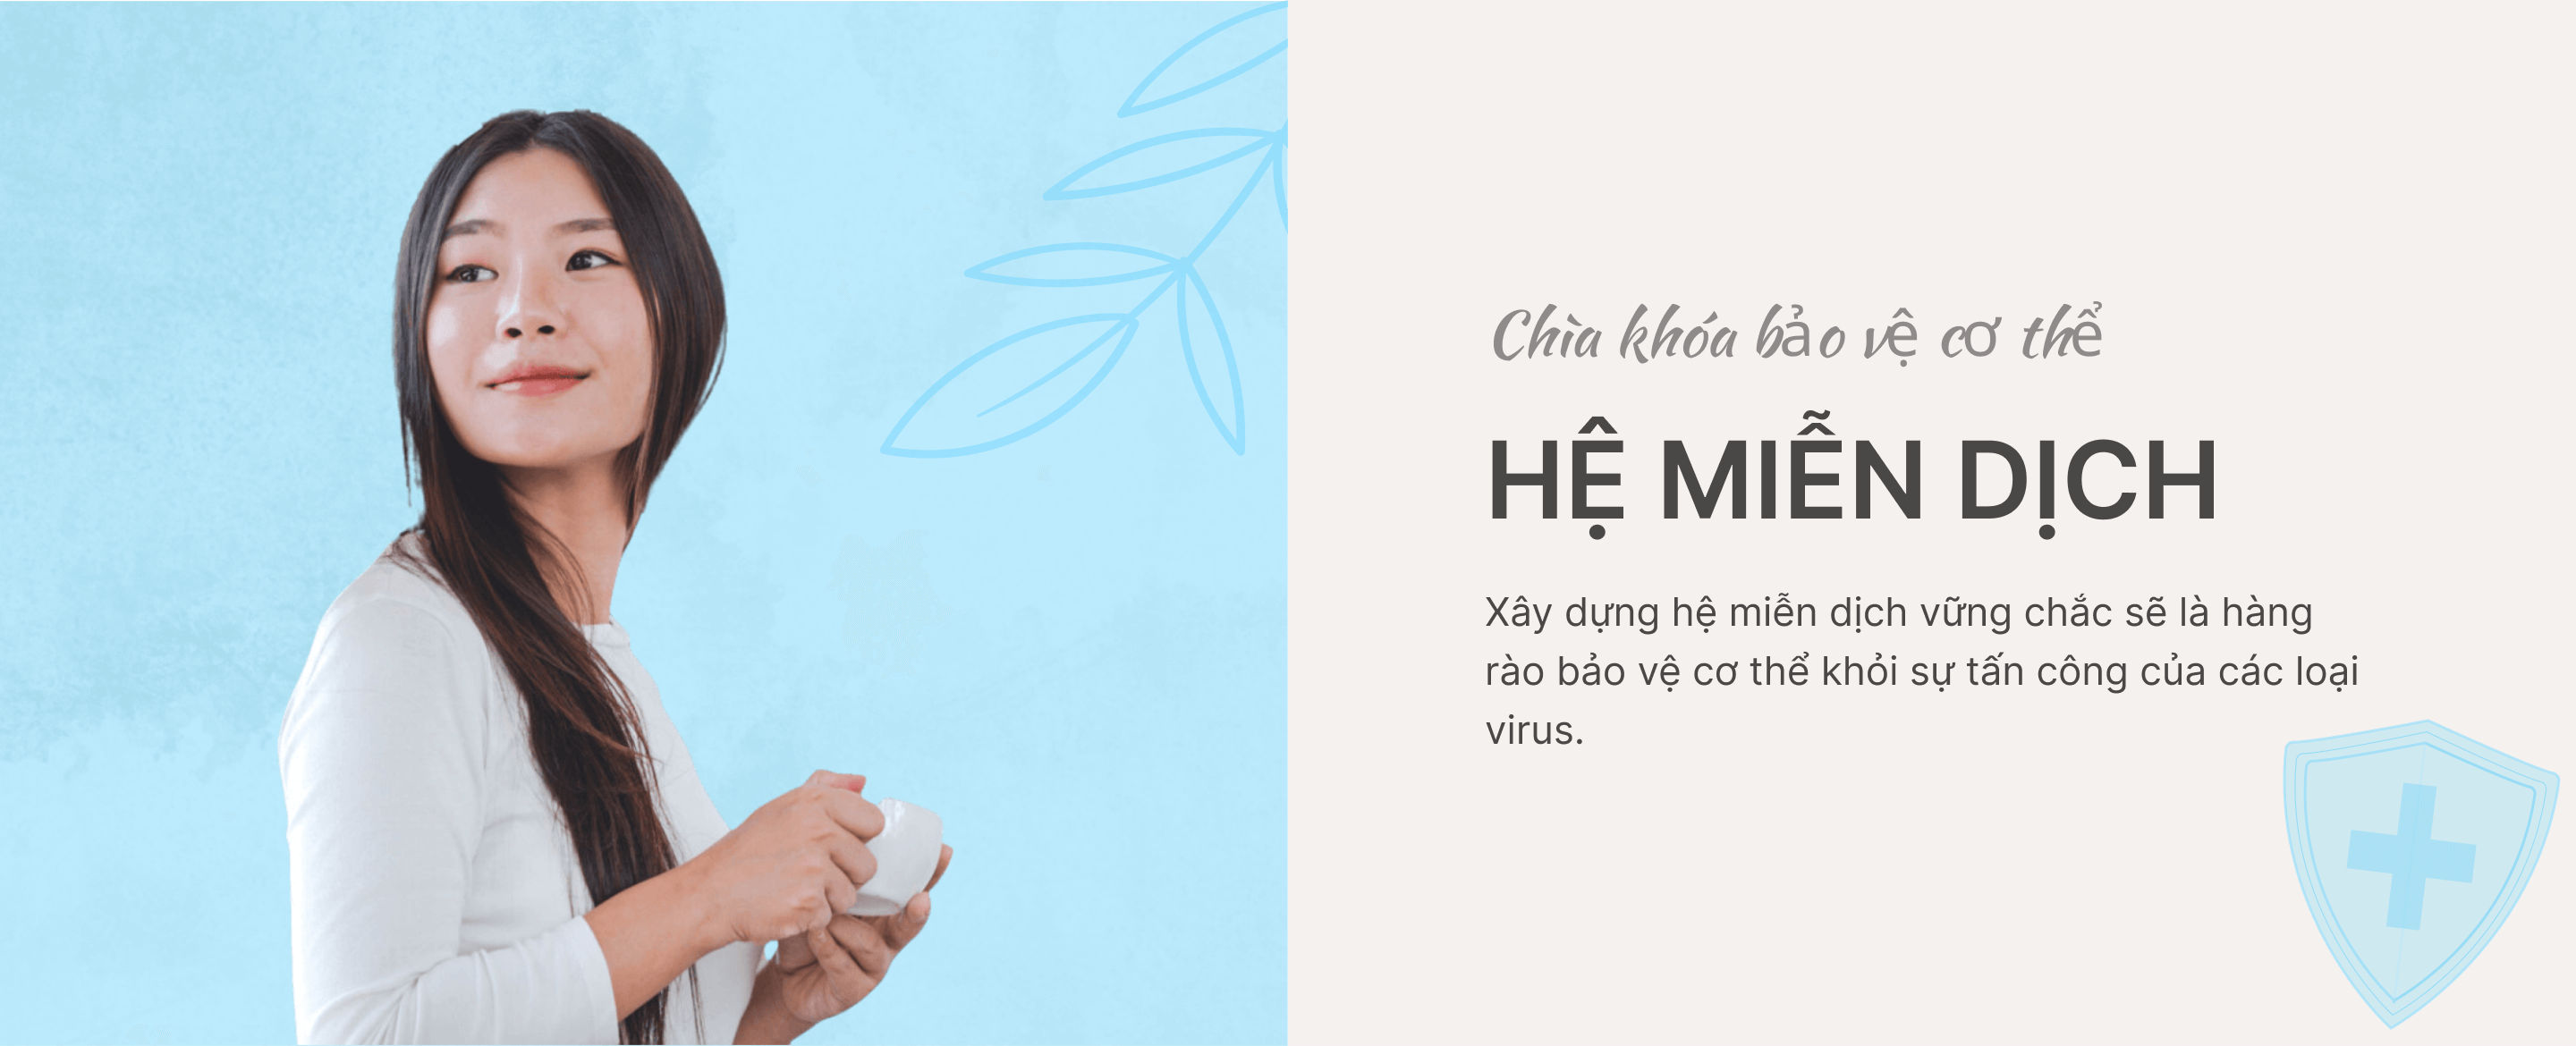 Chìa khóa bảo vệ cơ thể
HỆ MIỄN DỊCH
Xây dựng hệ miễn dịch vững chắc sẽ là hàng
rào bảo vệ cơ thể khỏi sự tấn công của các loại
virus.